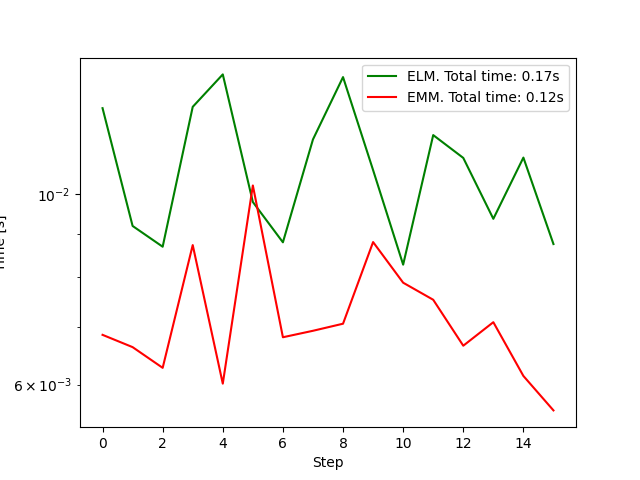 ELM. Total time: 0.17s
EMM. Total time: 0.12s
10⁻²
6 × 10⁻³
[s]
0 2 4 6 8 10 12 14
Step